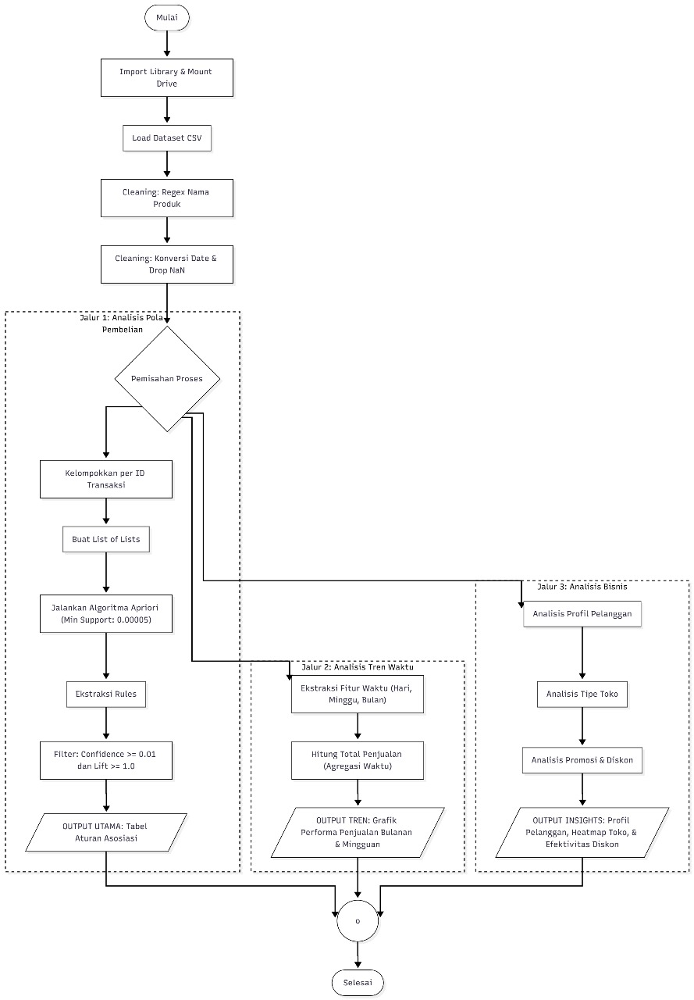 Mulai
Import Library & Mount
Drive
Load Dataset CSV
Cleaning: Regex Nama
Produk
Cleaning: Konversi Date &
Drop NaN
Jalur 1: Analisis Pola
Pembelian
Pemisahan Proses
Kelompokkan per ID
Transaksi
Buat List of Lists
Jalankan Algoritma Apriori
(Min Support: 0.00005)
Ekstraksi Rules
Filter: Confidence >= 0.01
dan Lift >= 1.0
OUTPUT UTAMA: Tabel
Aturan Asosiasi
Jalur 2: Analisis Tren Waktu
Ekstraksi Fitur Waktu (Hari,
Minggu, Bulan)
Hitung Total Penjualan
(Agregasi Waktu)
OUTPUT TREN: Grafik
Performa Penjualan Bulanan
& Mingguan
Jalur 3: Analisis Bisnis
Analisis Profil Pelanggan
Analisis Tipe Toko
Analisis Promosi & Diskon
OUTPUT INSIGHTS: Profil
Pelanggan, Heatmap Toko, &
Efektivitas Diskon
o
Selesai